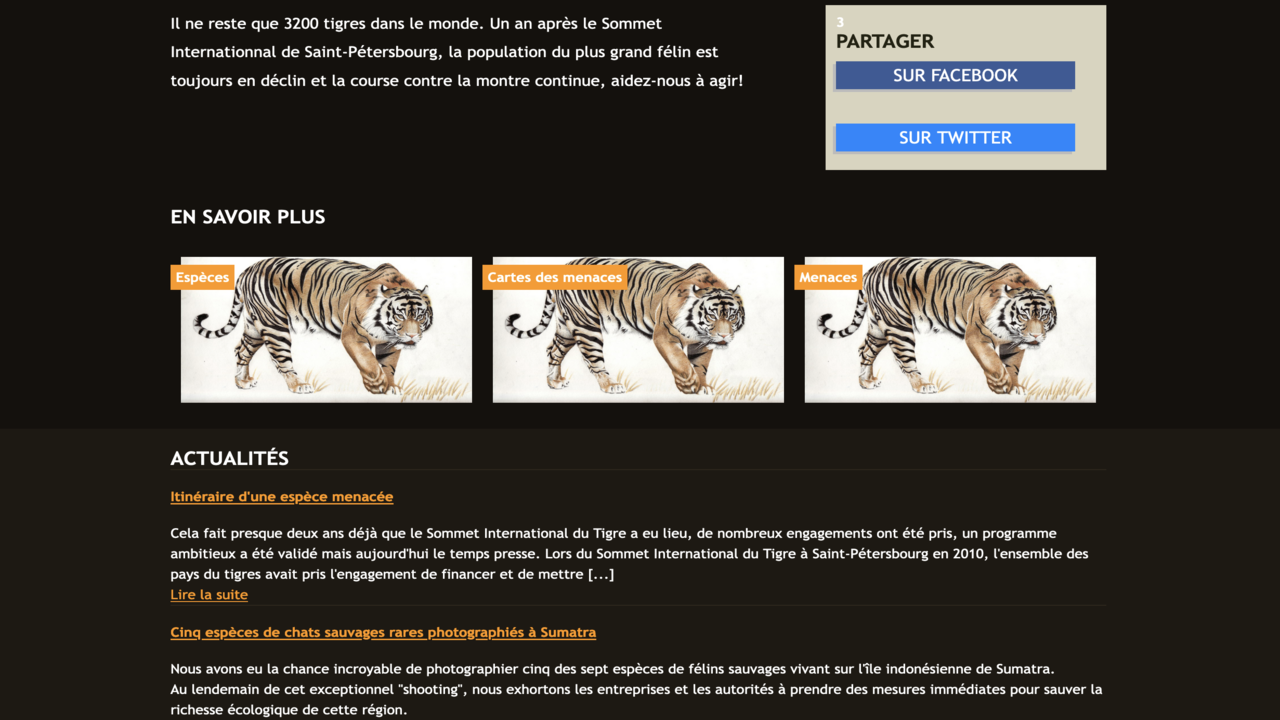 Il ne reste que 3200 tigres dans le monde. Un an après le Sommet
Internationnal de Saint-Pétersbourg, la population du plus grand félin est
toujours en déclin et la course contre la montre continue, aidez-nous à agir!
3
PARTAGER
SUR FACEBOOK
SUR TWITTER
EN SAVOIR PLUS
Espèces
Cartes des menaces
Menaces
ACTUALITÉS
Itinéraire d'une espèce menacée
Cela fait presque deux ans déjà que le Sommet International du Tigre a eu lieu, de nombreux engagements ont été pris, un programme
ambitieux a été validé mais aujourd'hui le temps presse. Lors du Sommet International du Tigre à Saint-Pétersbourg en 2010, l'ensemble des
pays du tigres avait pris l'engagement de financer et de mettre [...]
Lire la suite
Cinq espèces de chats sauvages rares photographiés à Sumatra
Nous avons eu la chance incroyable de photographier cinq des sept espèces de félins sauvages vivant sur l'île indonésienne de Sumatra.
Au lendemain de cet exceptionnel "shooting", nous exhortons les entreprises et les autorités à prendre des mesures immédiates pour sauver la
richesse écologique de cette région.